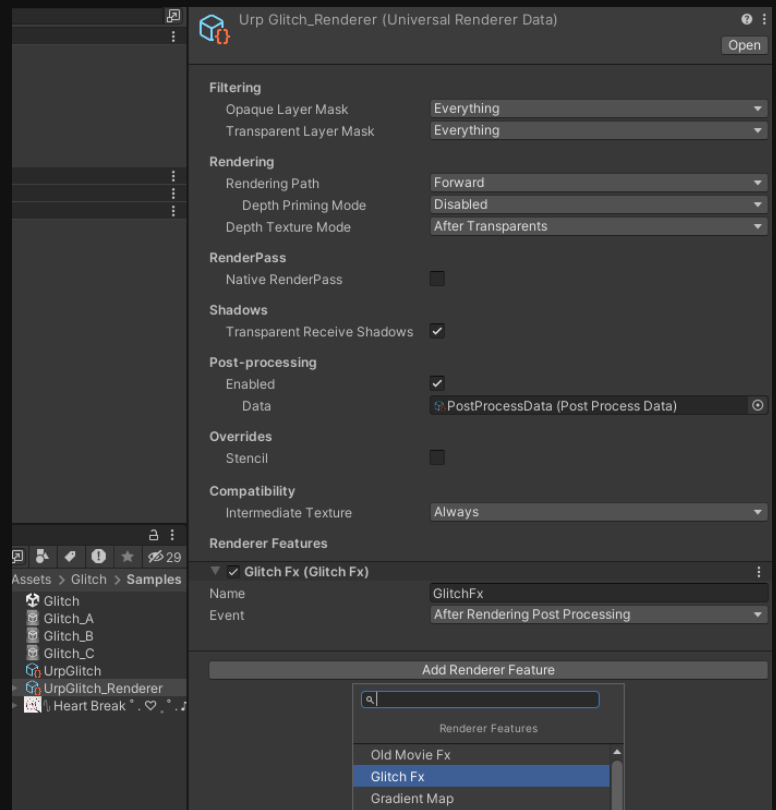 Urp Glitch_Renderer (Universal Renderer Data)
Open
Filtering
Opaque Layer Mask Everything
Transparent Layer Mask Everything
Rendering
Rendering Path Forward
Depth Priming Mode Disabled
Depth Texture Mode After Transparents
RenderPass
Native RenderPass
Shadows
Transparent Receive Shadows
Post-processing
Enabled
Data PostProcessData (Post Process Data)
Overrides
Stencil
Compatibility
Intermediate Texture Always
Renderer Features
Glitch Fx (Glitch Fx)
Name GlitchFx
Event After Rendering Post Processing
Add Renderer Feature
Renderer Features
Old Movie Fx
Glitch Fx
Gradient Map
29
Assets > Glitch > Samples
Glitch
Glitch_A
Glitch_B
Glitch_C
UrpGlitch
UrpGlitch_Renderer
Heart Break